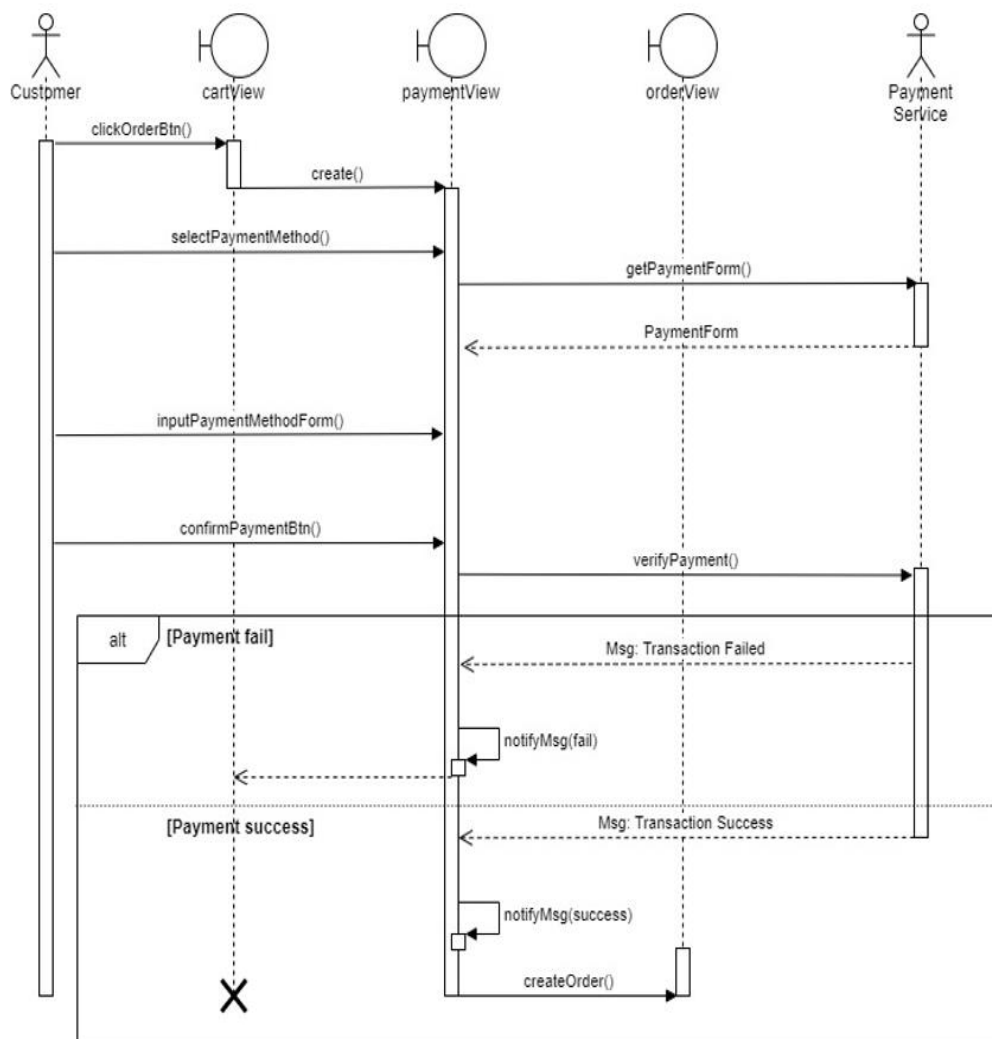 Customer
cartView
paymentView
orderView
Payment
Service
clickOrderBtn()
create()
selectPaymentMethod()
getPaymentForm()
PaymentForm
inputPaymentMethodForm()
confirmPaymentBtn()
verifyPayment()
alt
[Payment fail]
Msg: Transaction Failed
notifyMsg(fail)
[Payment success]
Msg: Transaction Success
notifyMsg(success)
createOrder()